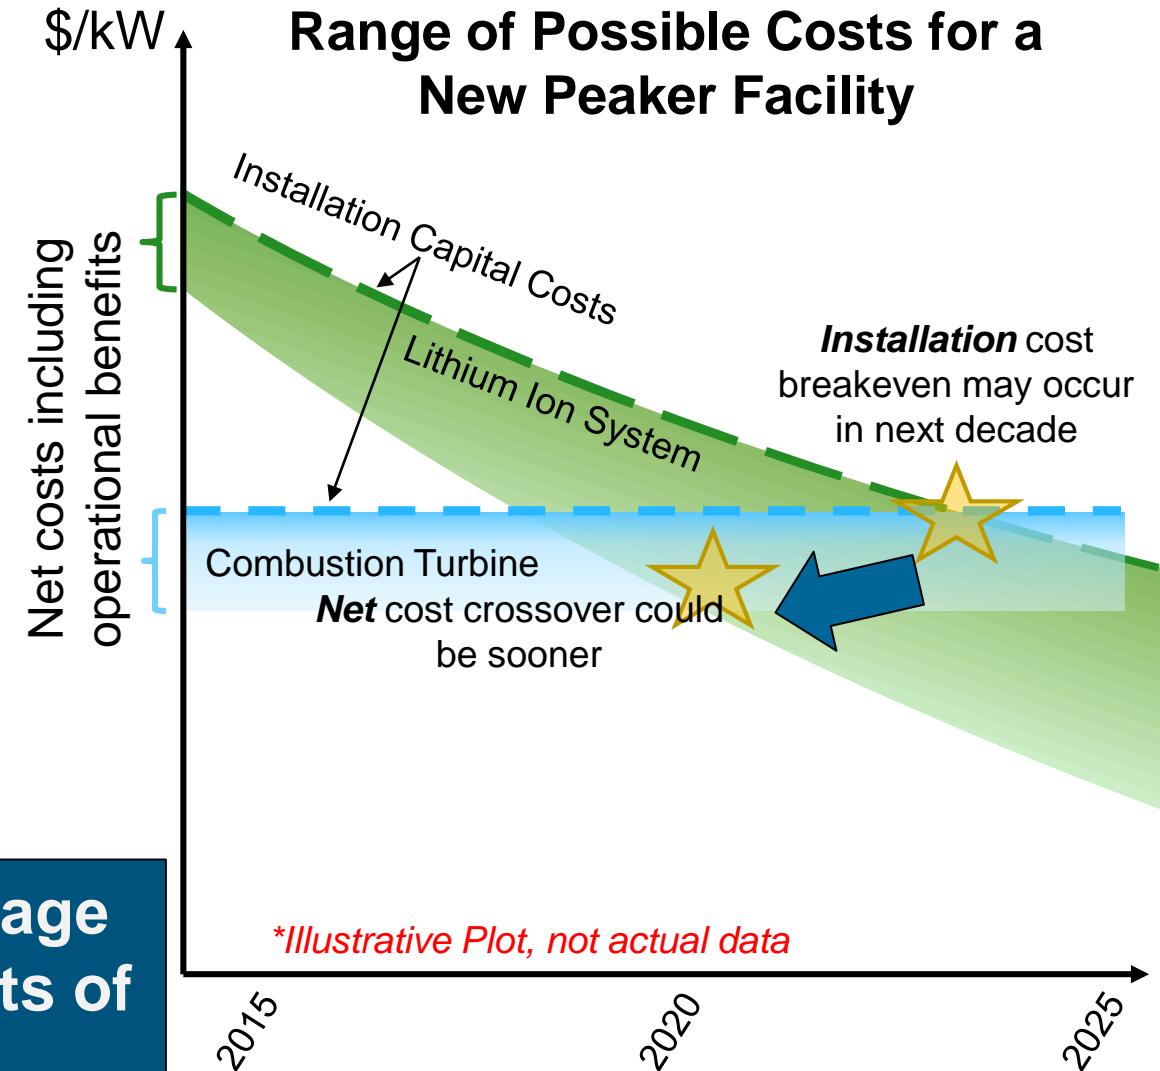 $/kW
Range of Possible Costs for a
New Peaker Facility
Net costs including
operational benefits
Installation Capital Costs
Lithium Ion System
Installation cost
breakeven may occur
in next decade
Combustion Turbine
Net cost crossover could
be sooner
*Illustrative Plot, not actual data
2015
2020
2025
age
ts of